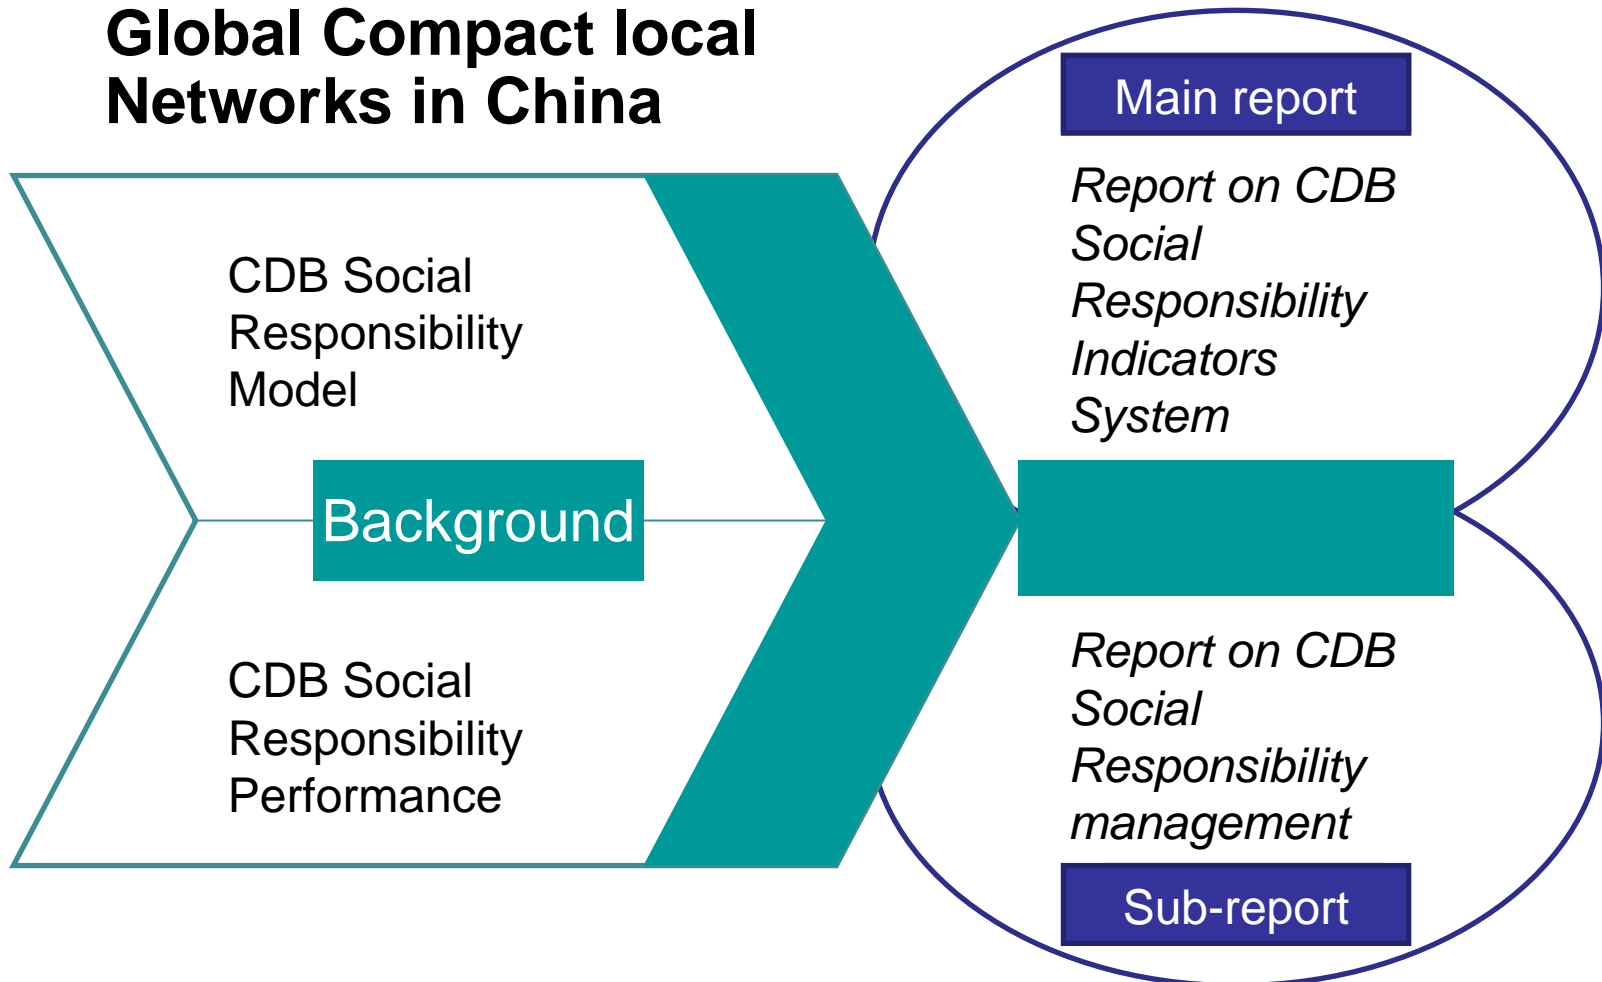 Global Compact local
Networks in China
CDB Social
Responsibility
Model
Background
CDB Social
Responsibility
Performance
Main report
Report on CDB
Social
Responsibility
Indicators
System
Report on CDB
Social
Responsibility
management
Sub-report